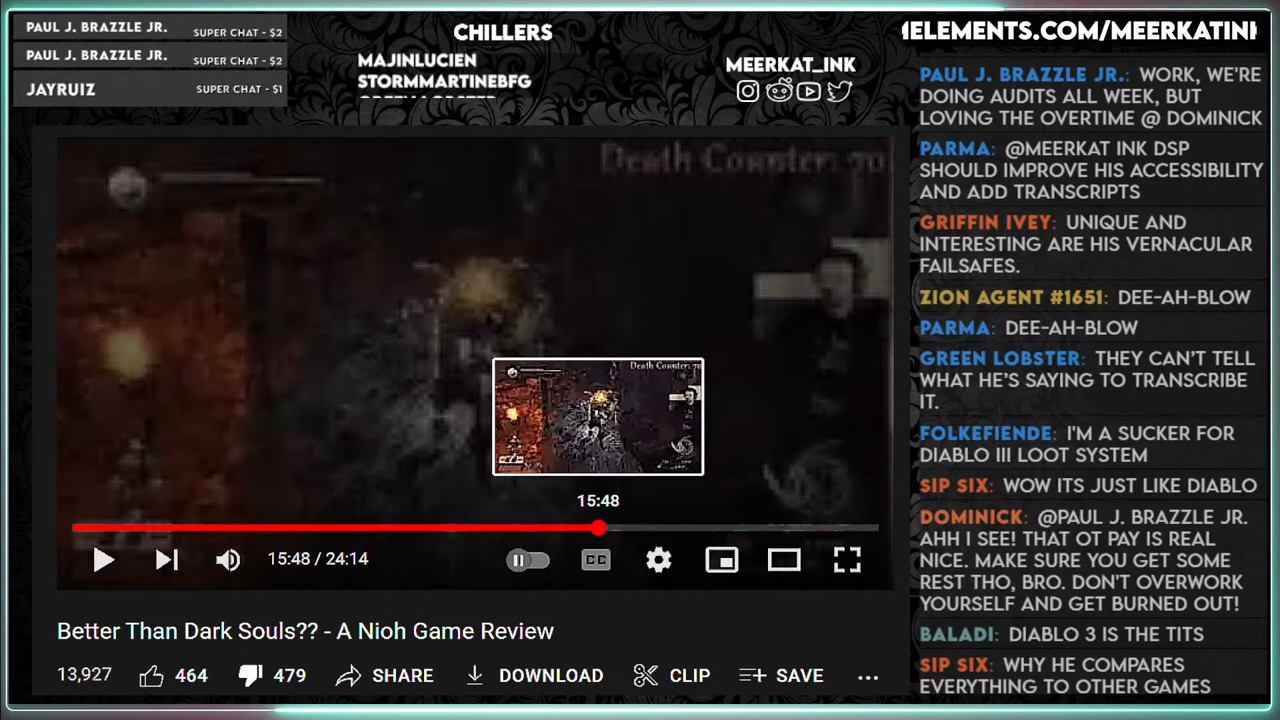 PAUL J. BRAZZLE JR. SUPER CHAT - $2
PAUL J. BRAZZLE JR. SUPER CHAT - $2
JAYRUIZ SUPER CHAT - $1
CHILLERS
MAJINLUCIEN
STORMMARTINEBFG
MEERKAT_INK
ELEMENTS.COM/MEERKATIN
Death Counter: 70
Death Counter: 70
15:48
15:48 / 24:14
CC
Better Than Dark Souls?? - A Nioh Game Review
13,927 464 479 SHARE DOWNLOAD CLIP SAVE ...
PAUL J. BRAZZLE JR.: WORK, WE'RE
DOING AUDITS ALL WEEK, BUT
LOVING THE OVERTIME @ DOMINICK
PARMA: @MEERKAT INK DSP
SHOULD IMPROVE HIS ACCESSIBILITY
AND ADD TRANSCRIPTS
GRIFFIN IVEY: UNIQUE AND
INTERESTING ARE HIS VERNACULAR
FAILSAFES.
ZION AGENT #1651: DEE-AH-BLOW
PARMA: DEE-AH-BLOW
GREEN LOBSTER: THEY CAN'T TELL
WHAT HE'S SAYING TO TRANSCRIBE
IT.
FOLKEFIENDE: I'M A SUCKER FOR
DIABLO III LOOT SYSTEM
SIP SIX: WOW ITS JUST LIKE DIABLO
DOMINICK: @PAUL J. BRAZZLE JR.
AHH I SEE! THAT OT PAY IS REAL
NICE. MAKE SURE YOU GET SOME
REST THO, BRO. DON'T OVERWORK
YOURSELF AND GET BURNED OUT!
BALADI: DIABLO 3 IS THE TITS
SIP SIX: WHY HE COMPARES
EVERYTHING TO OTHER GAMES